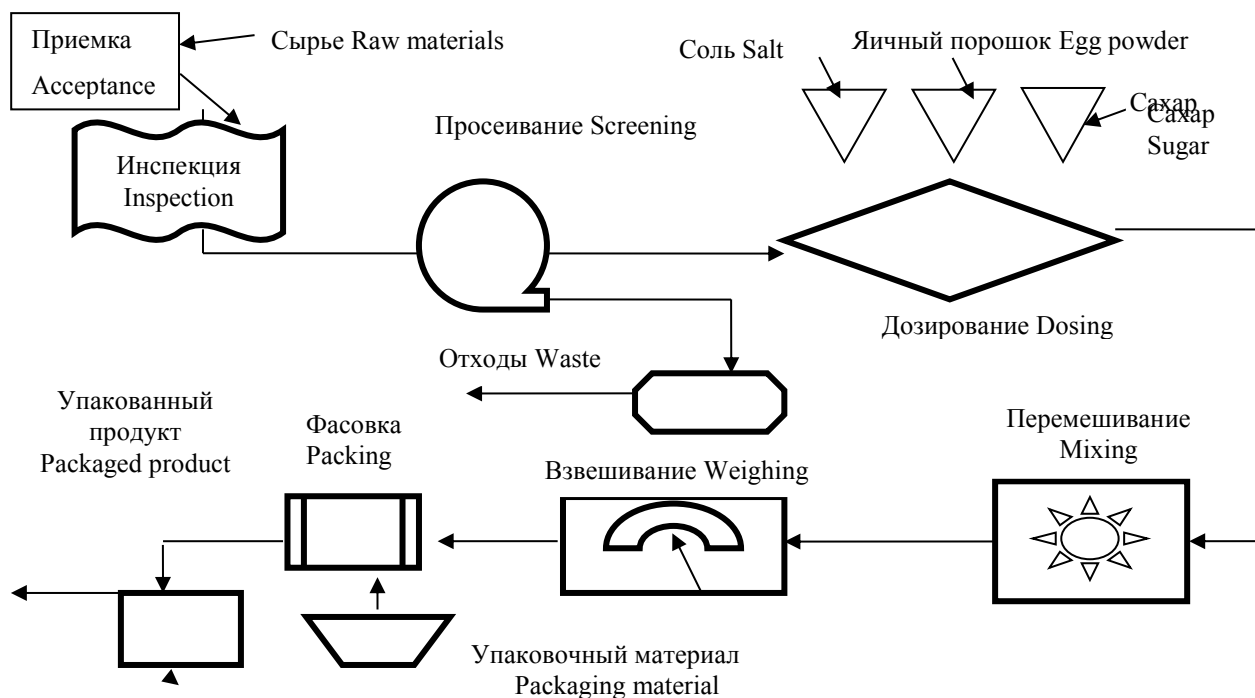 Приемка
Acceptance
Сырье Raw materials
Соль Salt
Яичный порошок Egg powder
Сахар
Сахар
Sugar
Просеивание Screening
Инспекция
Inspection
Дозирование Dosing
Отходы Waste
Упакованный
продукт
Packaged product
Фасовка
Packing
Взвешивание Weighing
Перемешивание
Mixing
Упаковочный материал
Packaging material